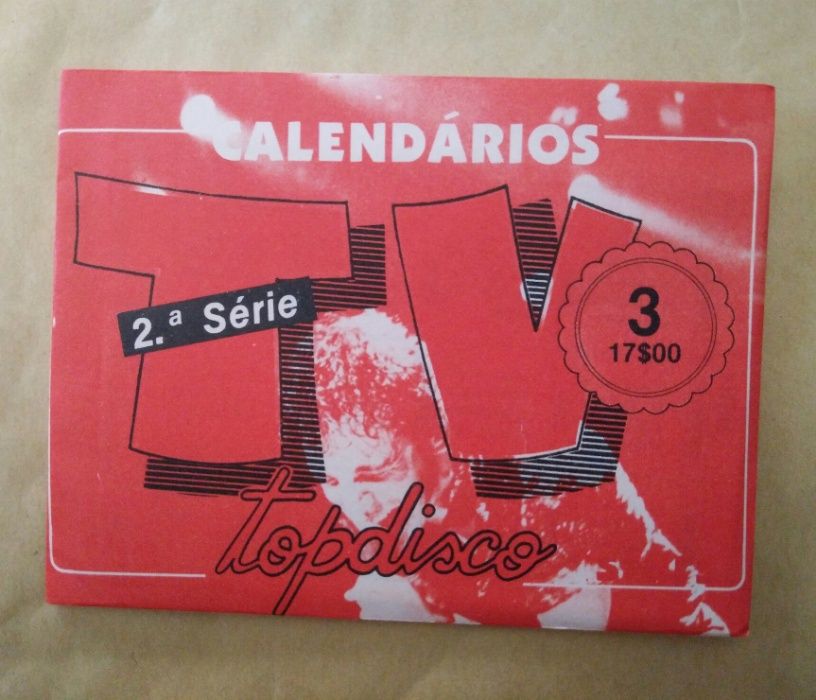 CALENDÁRIOS
TV
2.ª Série
3
17$00
topdisco